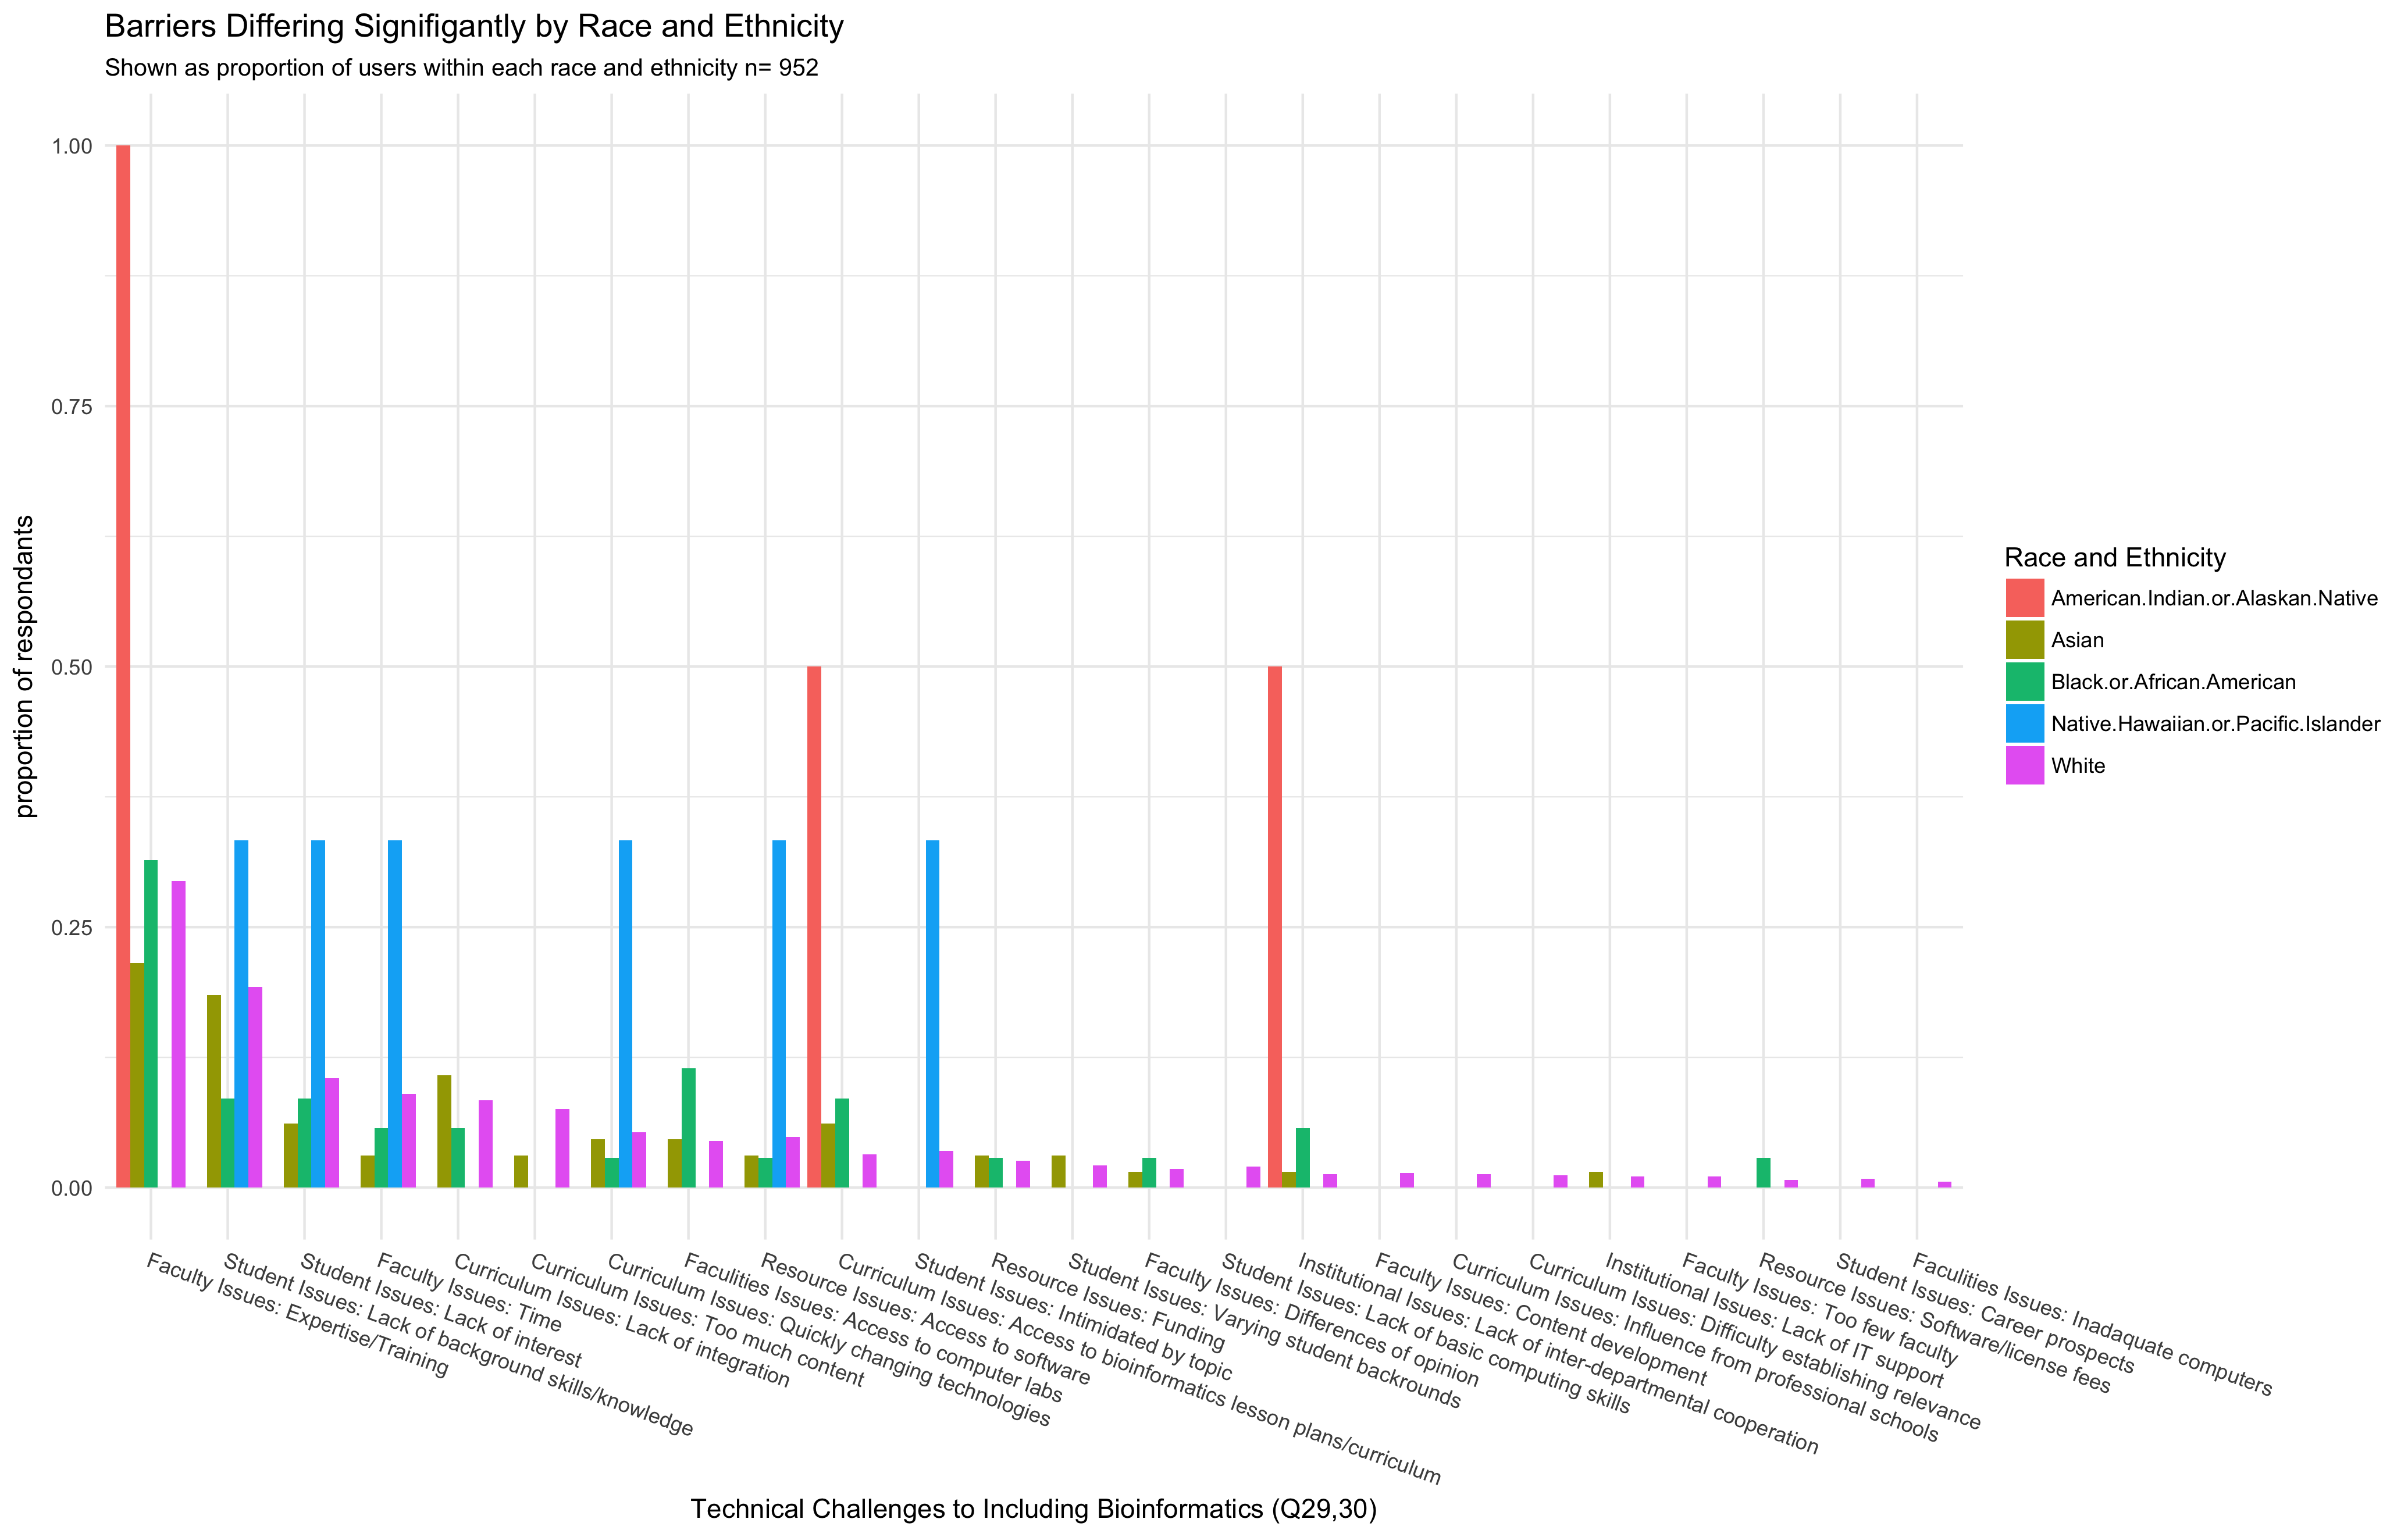 Barriers Differing Signifigantly by Race and Ethnicity
Shown as proportion of users within each race and ethnicity n= 952
proportion of respondants
1.00
0.75
0.50
0.25
0.00
Faculty Issues: Expertise/Training
Student Issues: Lack of background skills/knowledge
Student Issues: Lack of interest
Faculty Issues: Time
Curriculum Issues: Lack of integration
Curriculum Issues: Too much content
Curriculum Issues: Quickly changing technologies
Faculities Issues: Access to computer labs
Resource Issues: Access to software
Curriculum Issues: Access to bioinformatics lesson plans/curriculum
Student Issues: Intimidated by topic
Resource Issues: Funding
Student Issues: Varying student backrounds
Faculty Issues: Differences of opinion
Student Issues: Lack of basic computing skills
Institutional Issues: Lack of inter-departmental cooperation
Faculty Issues: Content development
Curriculum Issues: Influence from professional schools
Curriculum Issues: Difficulty establishing relevance
Institutional Issues: Lack of IT support
Faculty Issues: Too few faculty
Resource Issues: Software/license fees
Student Issues: Career prospects
Faculities Issues: Inadaquate computers
Technical Challenges to Including Bioinformatics (Q29,30)
Race and Ethnicity
American.Indian.or.Alaskan.Native
Asian
Black.or.African.American
Native.Hawaiian.or.Pacific.Islander
White